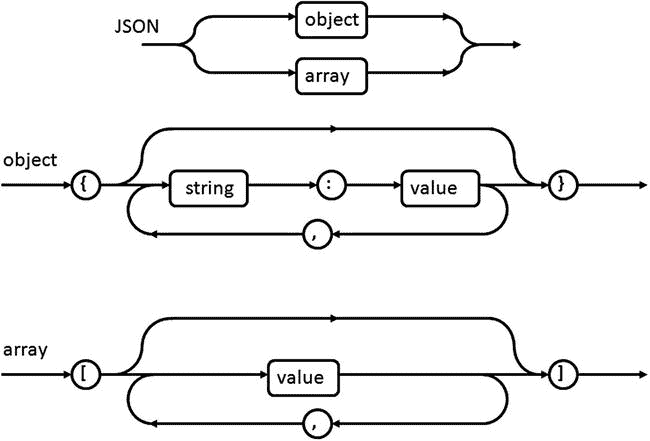 JSON
object
array
object
{ string : value }
,
array
[ value ]
,